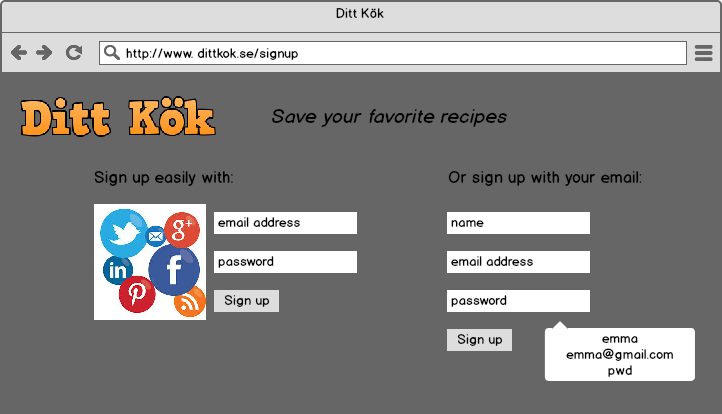 Ditt Kök
http://www. dittkok.se/signup
Ditt Kök
Save your favorite recipes
Sign up easily with:
g+
in
f
email address
password
Sign up
Or sign up with your email:
name
email address
password
Sign up
emma
emma@gmail.com
pwd